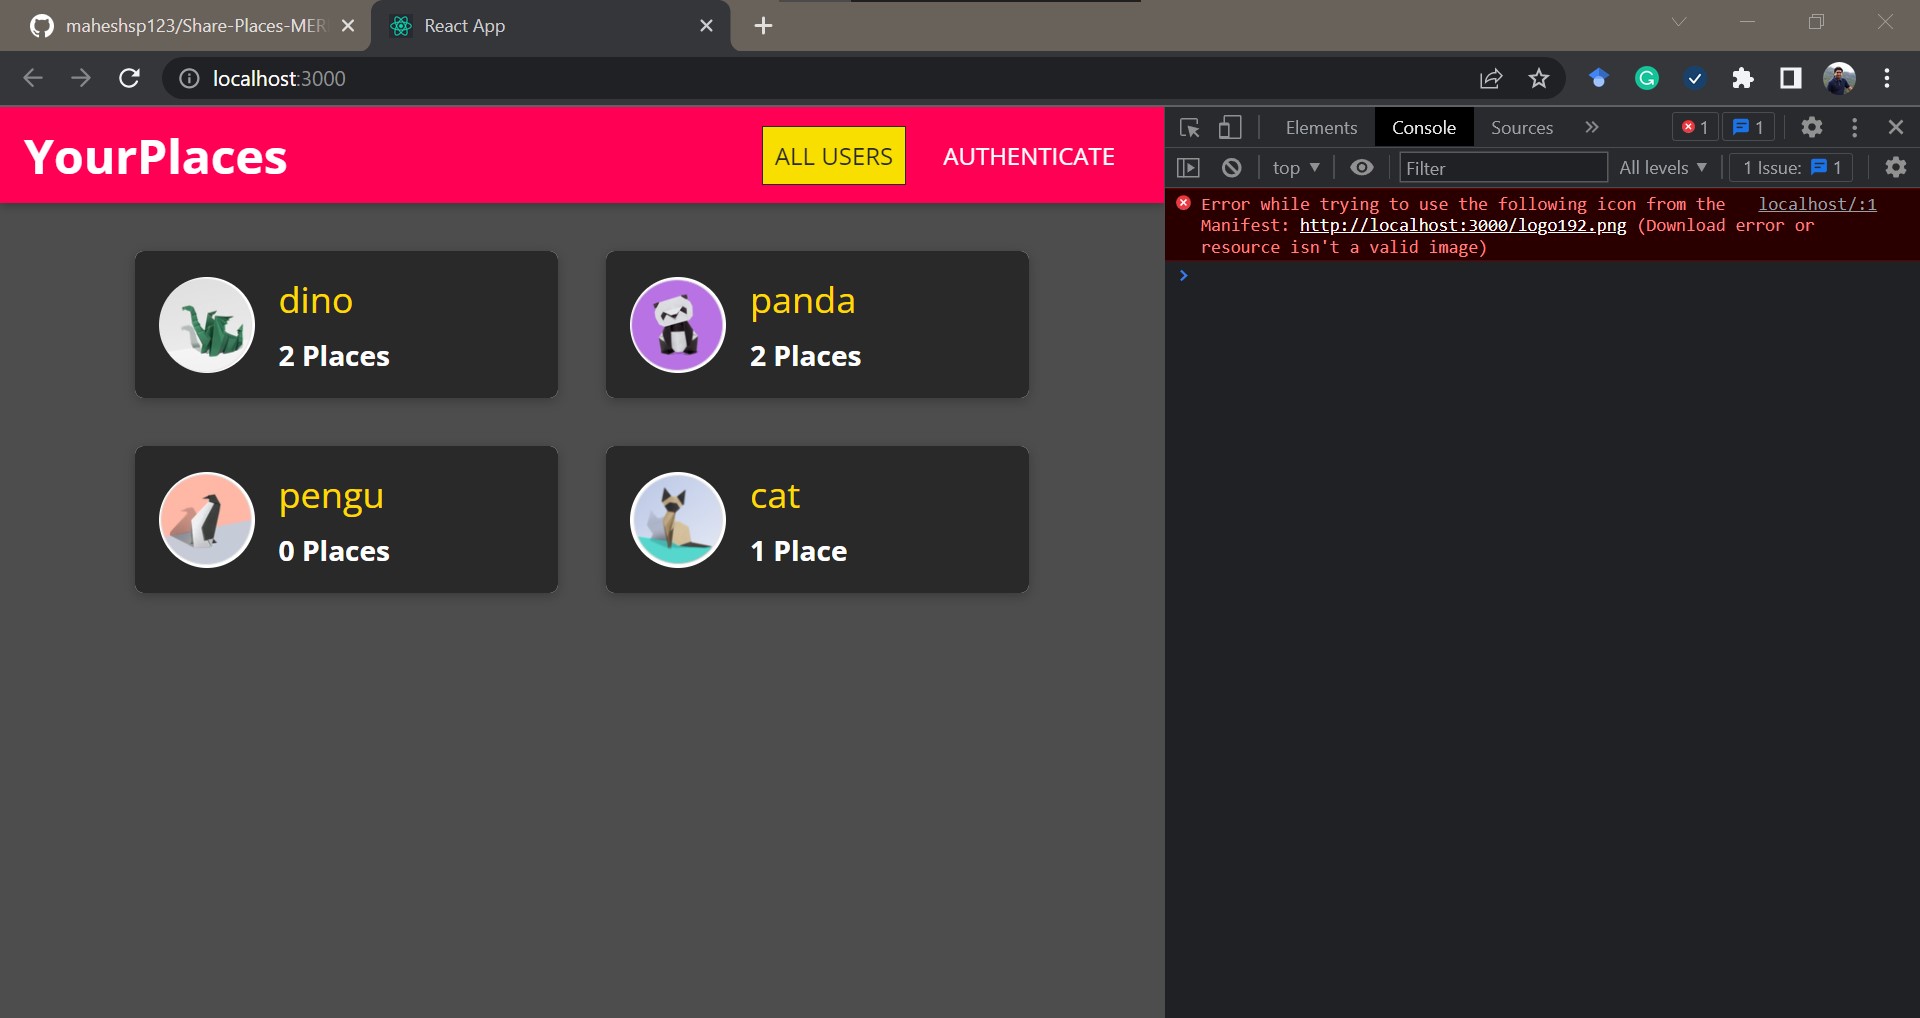 maheshsp123/Share-Places-MER
React App
localhost:3000
YourPlaces
ALL USERS
AUTHENTICATE
dino
2 Places
panda
2 Places
pengu
0 Places
cat
1 Place
Elements
Console
Sources
1
1
top
Filter
All levels
1 Issue: 1
Error while trying to use the following icon from the localhost/:1
Manifest: http://localhost:3000/logo192.png (Download error or
resource isn't a valid image)